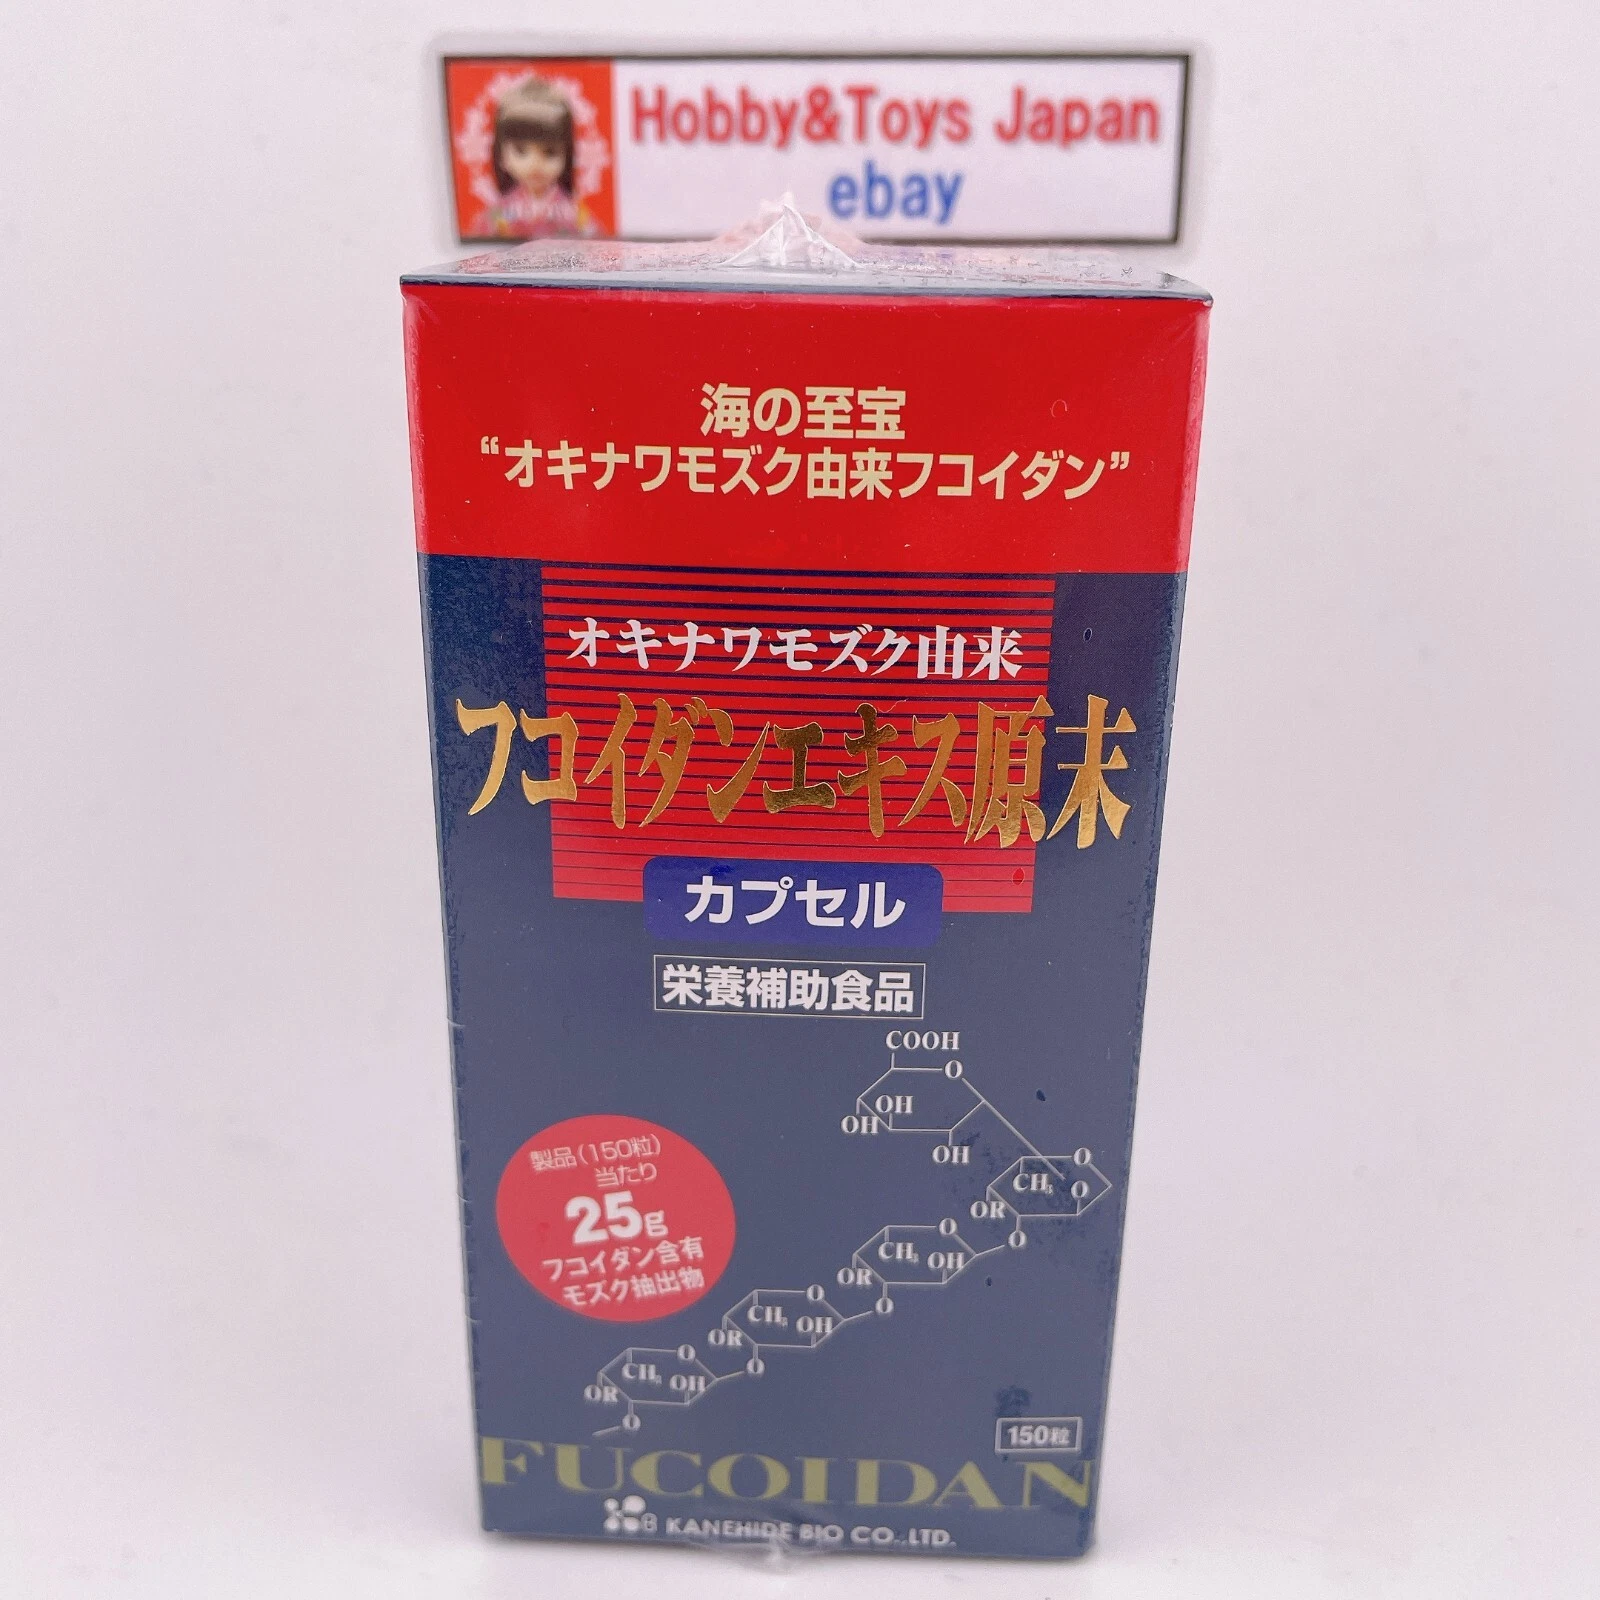 Hobby&Toys Japan
ebay
海の至宝
“オキナワモズク由来フコイダン”
オキナワモズク由来
フコイダンエキス原末
カプセル
栄養補助食品
COOH
O
OH
OH
OH
O
CH3
O
OR
O
O
CH3
OH
OR
O
O
CH3
OH
OR
O
O
CH3
OH
OR
O
製品(150粒)
当たり
25g
フコイダン含有
モズク抽出物
150粒
FUCOIDAN
KANEHIDE BIO CO.,LTD.